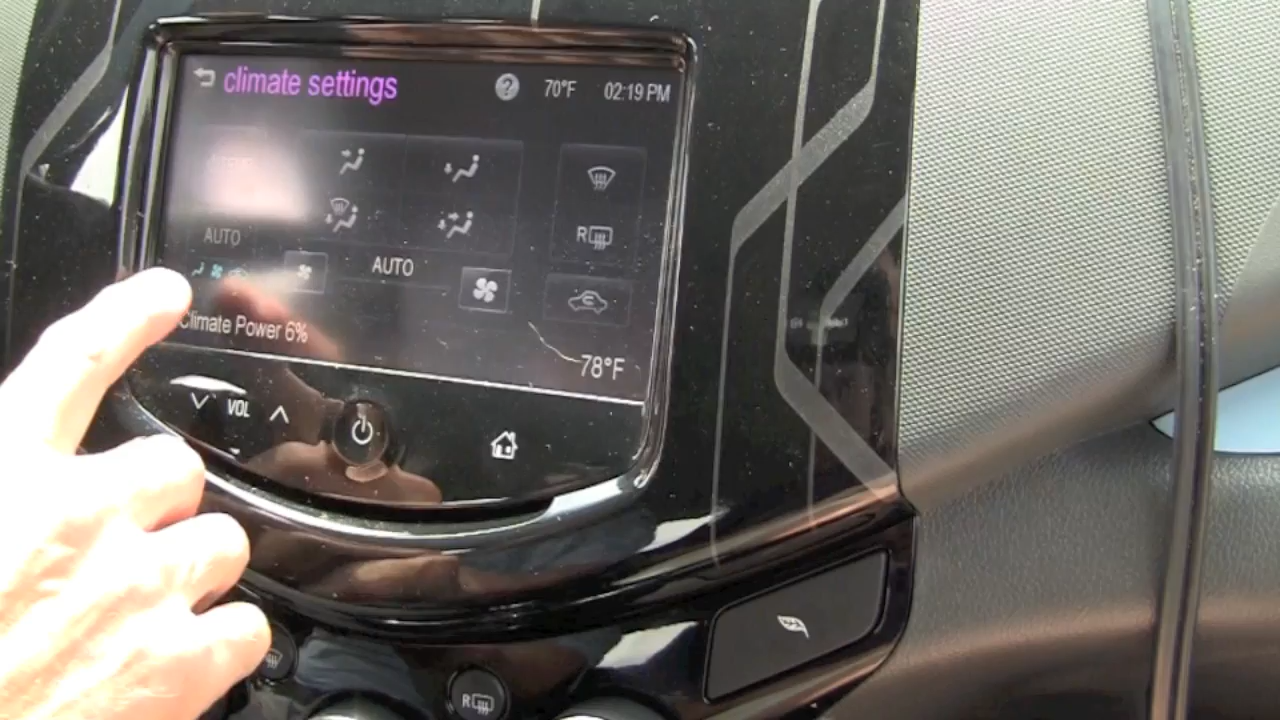 climate settings ? 70°F 02:19 PM
R
AUTO
AUTO
Climate Power 6%
78°F
VOL
R